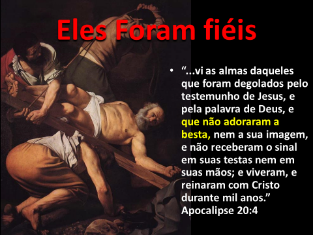 Eles Foram fiéis
• "...vi as almas daqueles
que foram degolados pelo
testemunho de Jesus, e
pela palavra de Deus, e
que não adoraram a
besta, nem a sua imagem,
e não receberam o sinal
em suas testas nem em
suas mãos; e viveram, e
reinaram com Cristo
durante mil anos."
Apocalipse 20:4